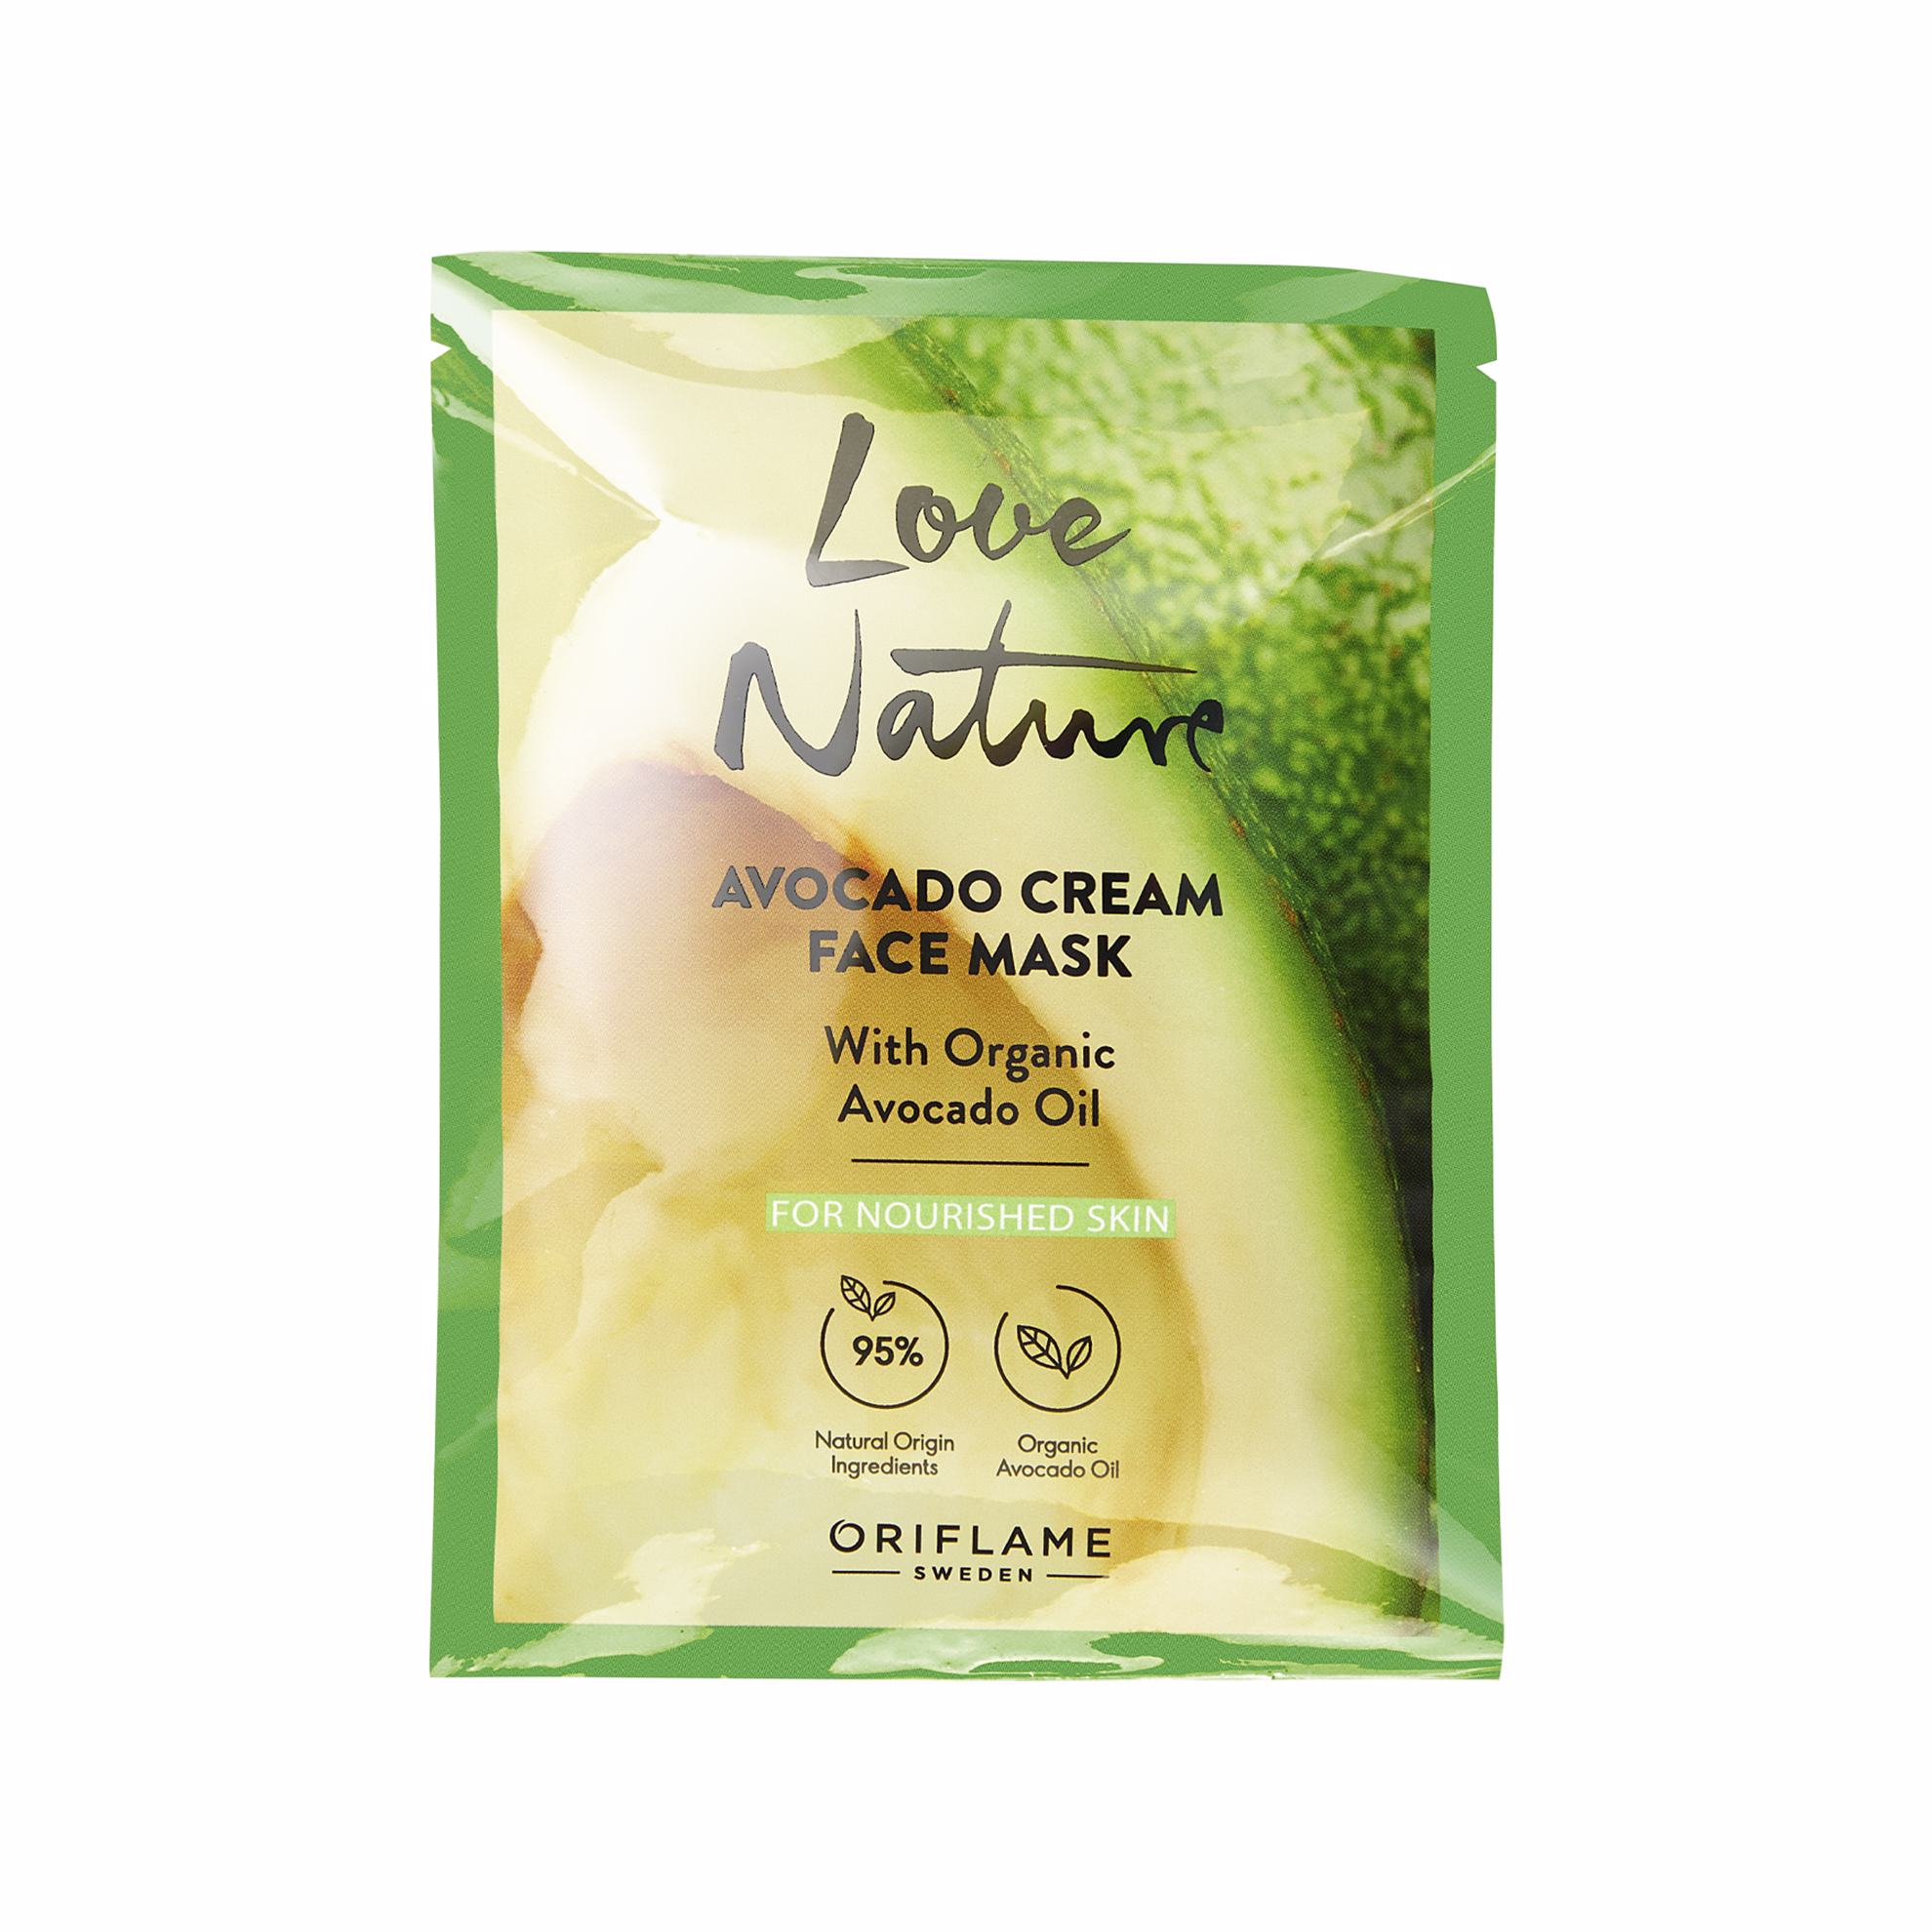 Love
Nature
AVOCADO CREAM
FACE MASK
With Organic
Avocado Oil
FOR NOURISHED SKIN
95%
Natural Origin
Ingredients
Organic
Avocado Oil
ORIFLAME
SWEDEN